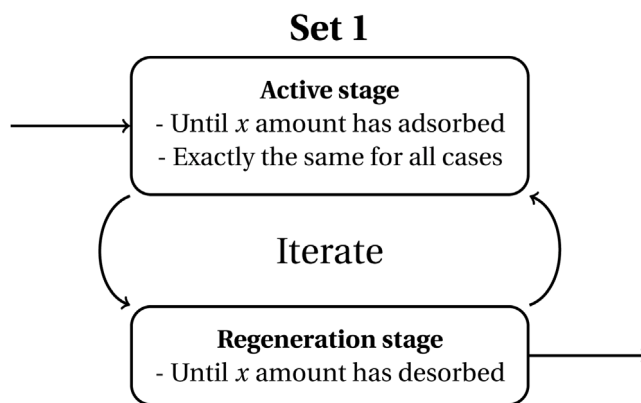 Set 1
Active stage
- Until x amount has adsorbed
- Exactly the same for all cases
Iterate
Regeneration stage
- Until x amount has desorbed